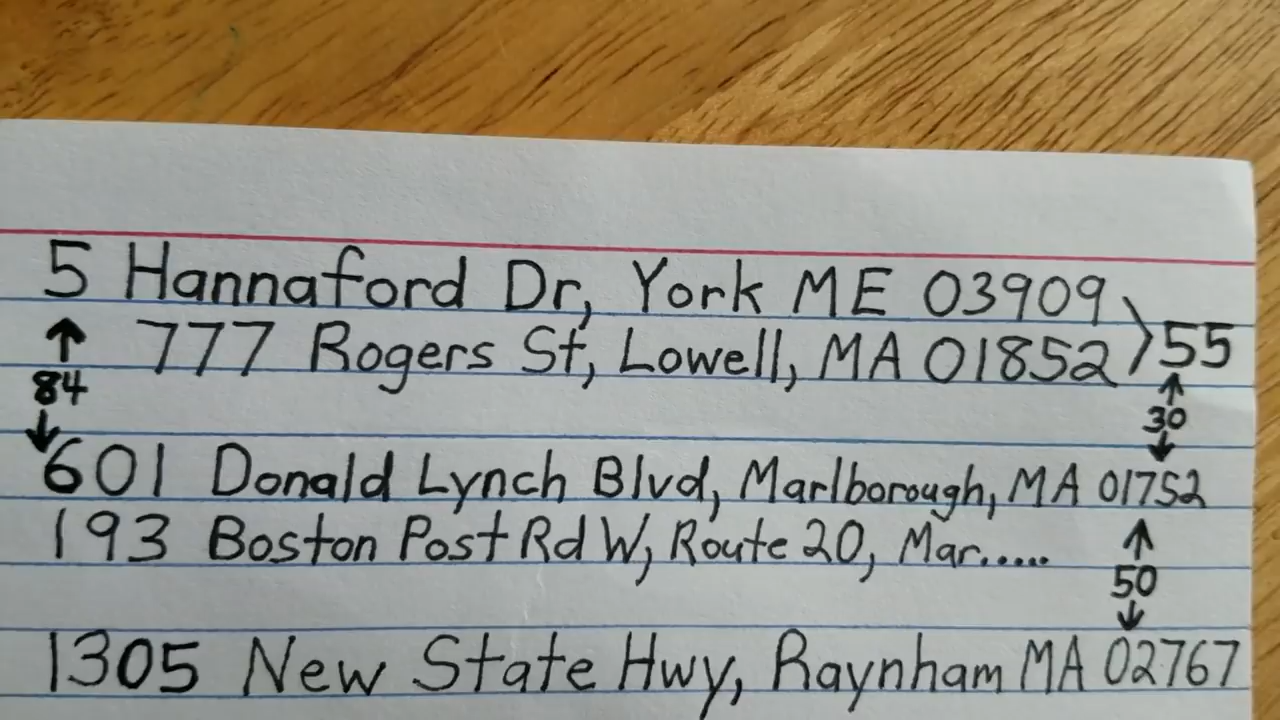 5 Hannaford Dr, York ME 03909
777 Rogers St, Lowell, MA 01852
55
84
30
601 Donald Lynch Blvd, Marlborough, MA 01752
193 Boston Post Rd W, Route 20, Mar.....
50
1305 New State Hwy, Raynham MA 02767